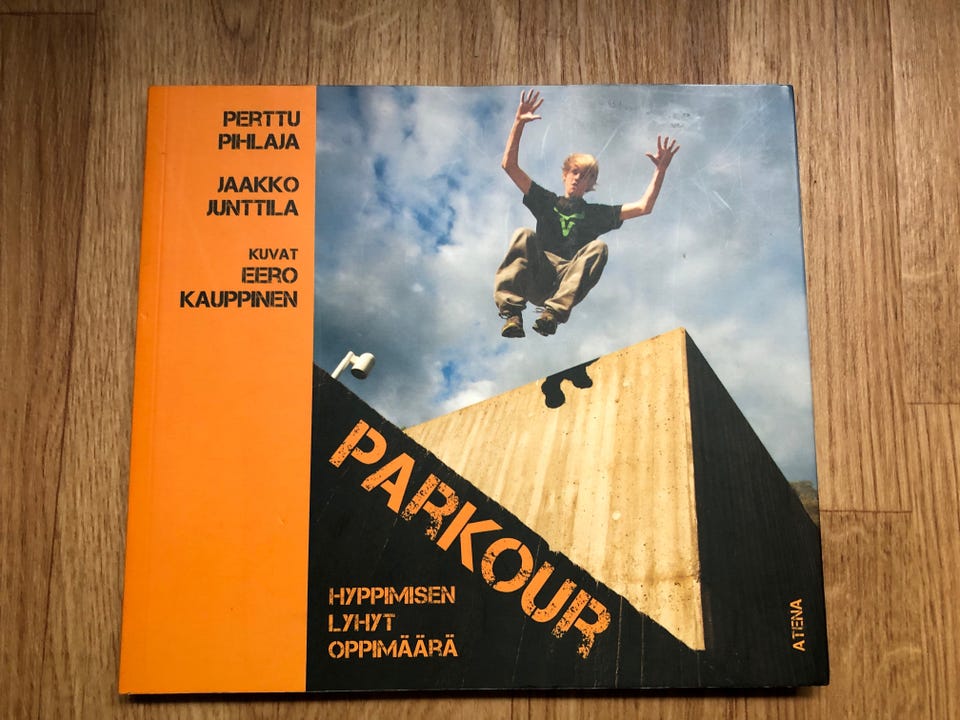 PERTTU
PIHLAJA
JAAKKO
JUNTTILA
KUVAT
EERO
KAUPPINEN
PARKOUR
HYPPIMISEN
LYHYT
OPPIMÄÄRÄ
ATENA